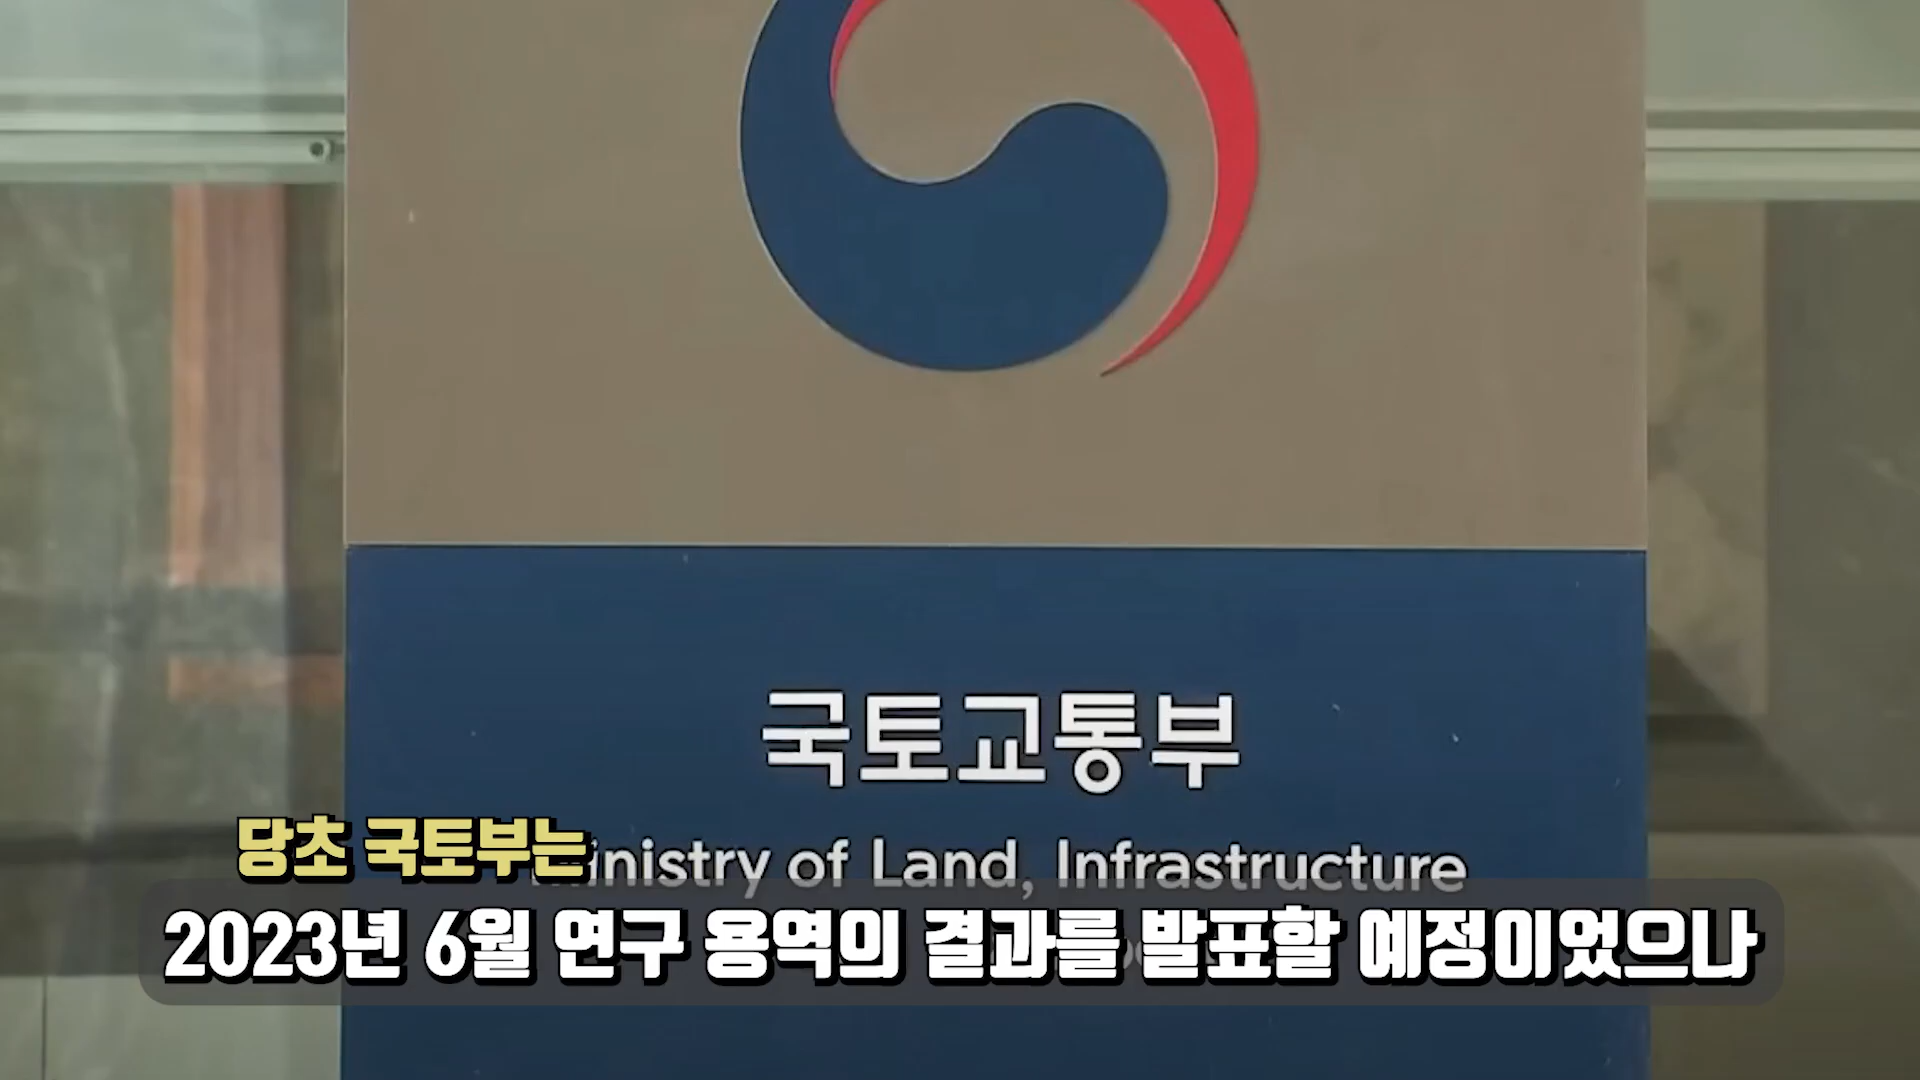 국토교통부
Ministry of Land, Infrastructure
당초 국토부는
2023년 6월 연구 용역의 결과를 발표할 예정이었으나